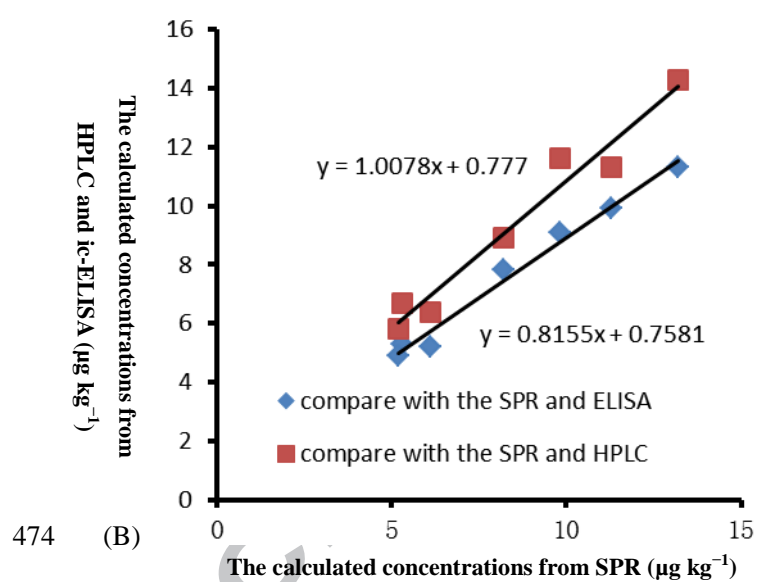 16
14
12
10
8
6
4
2
0
The calculated concentrations from
HPLC and ic-ELISA (μg kg⁻¹)
y = 1.0078x + 0.777
y = 0.8155x + 0.7581
compare with the SPR and ELISA
compare with the SPR and HPLC
0 5 10 15
474 (B)
The calculated concentrations from SPR (μg kg⁻¹)